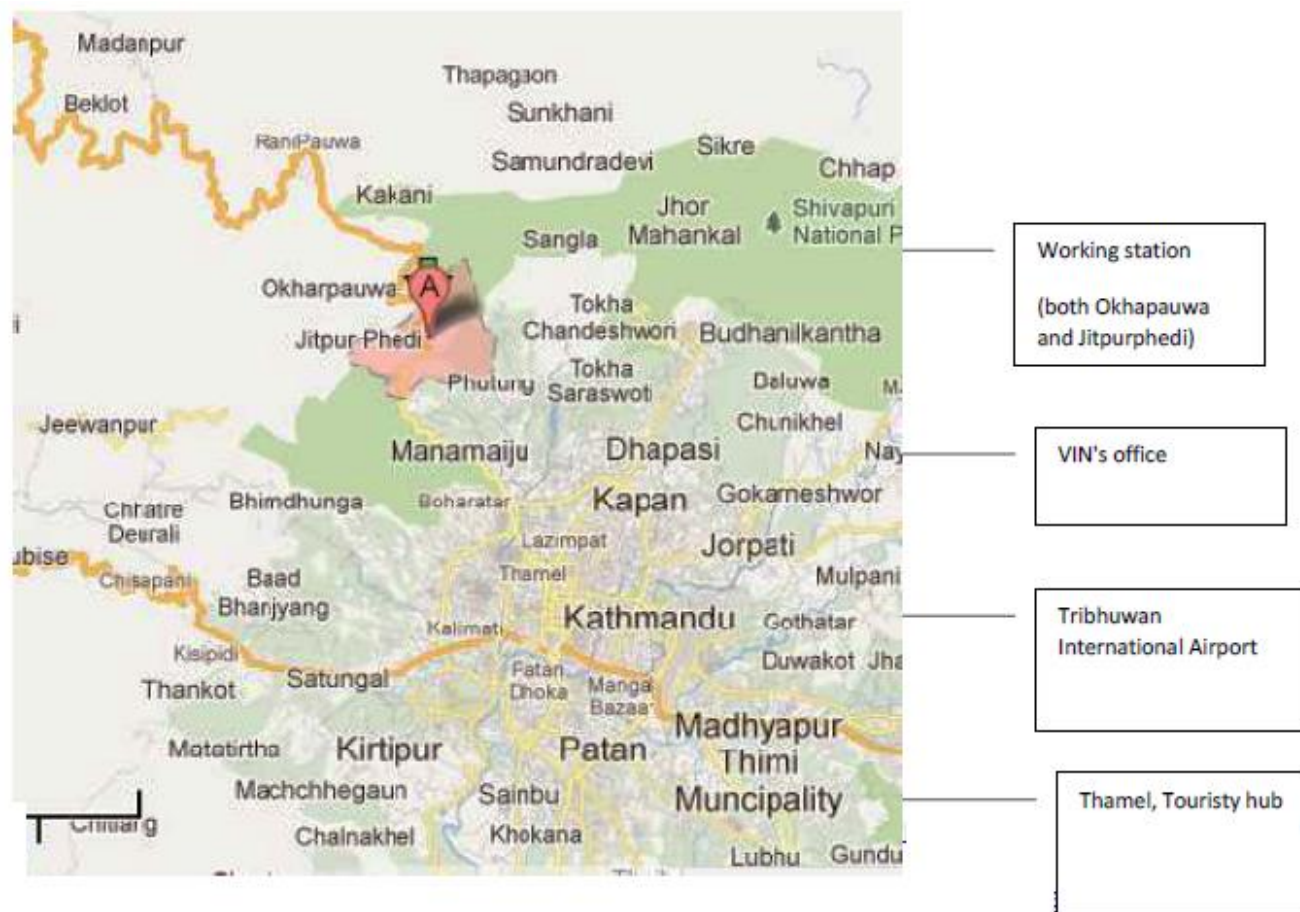 Madanpur
Thapagaon
Beklot
Sunkhani
RaniPauwa
Sikre
Samundradevi
Chhap
Kakani
Jhor
Mahankal
Shivapuri
National P
Sangla
Okharpauwa
A
Tokha
Chandeshwori
Jitpur Phedi
Budhanilkantha
Phutung
Tokha
Saraswoti
Daluwa
Chunikhel
Jeewanpur
Manamaiju
Dhapasi
Nay
Bhimdhunga
Boharatar
Kapan
Gokarneshwor
Chhatre
Deurali
Lazimpat
Jorpati
ubise
Chisapani
Baad
Bhanjyang
Thamel
Mulpani
Kalimati
Kathmandu
Gothatar
Kisipidi
Duwakot
Jha
Thankot
Satungal
Patan
Dhoka
Manga
Bazaar
Matatirtha
Kirtipur
Patan
Madhyapur
Thimi
Muncipality
Machchhegaun
Sainbu
Chalnakhel
Khokana
Lubhu
Gundu
Working station
(both Okhapauwa
and Jitpurphedi)
VIN's office
Tribhuwan
International Airport
Thamel, Touristy hub